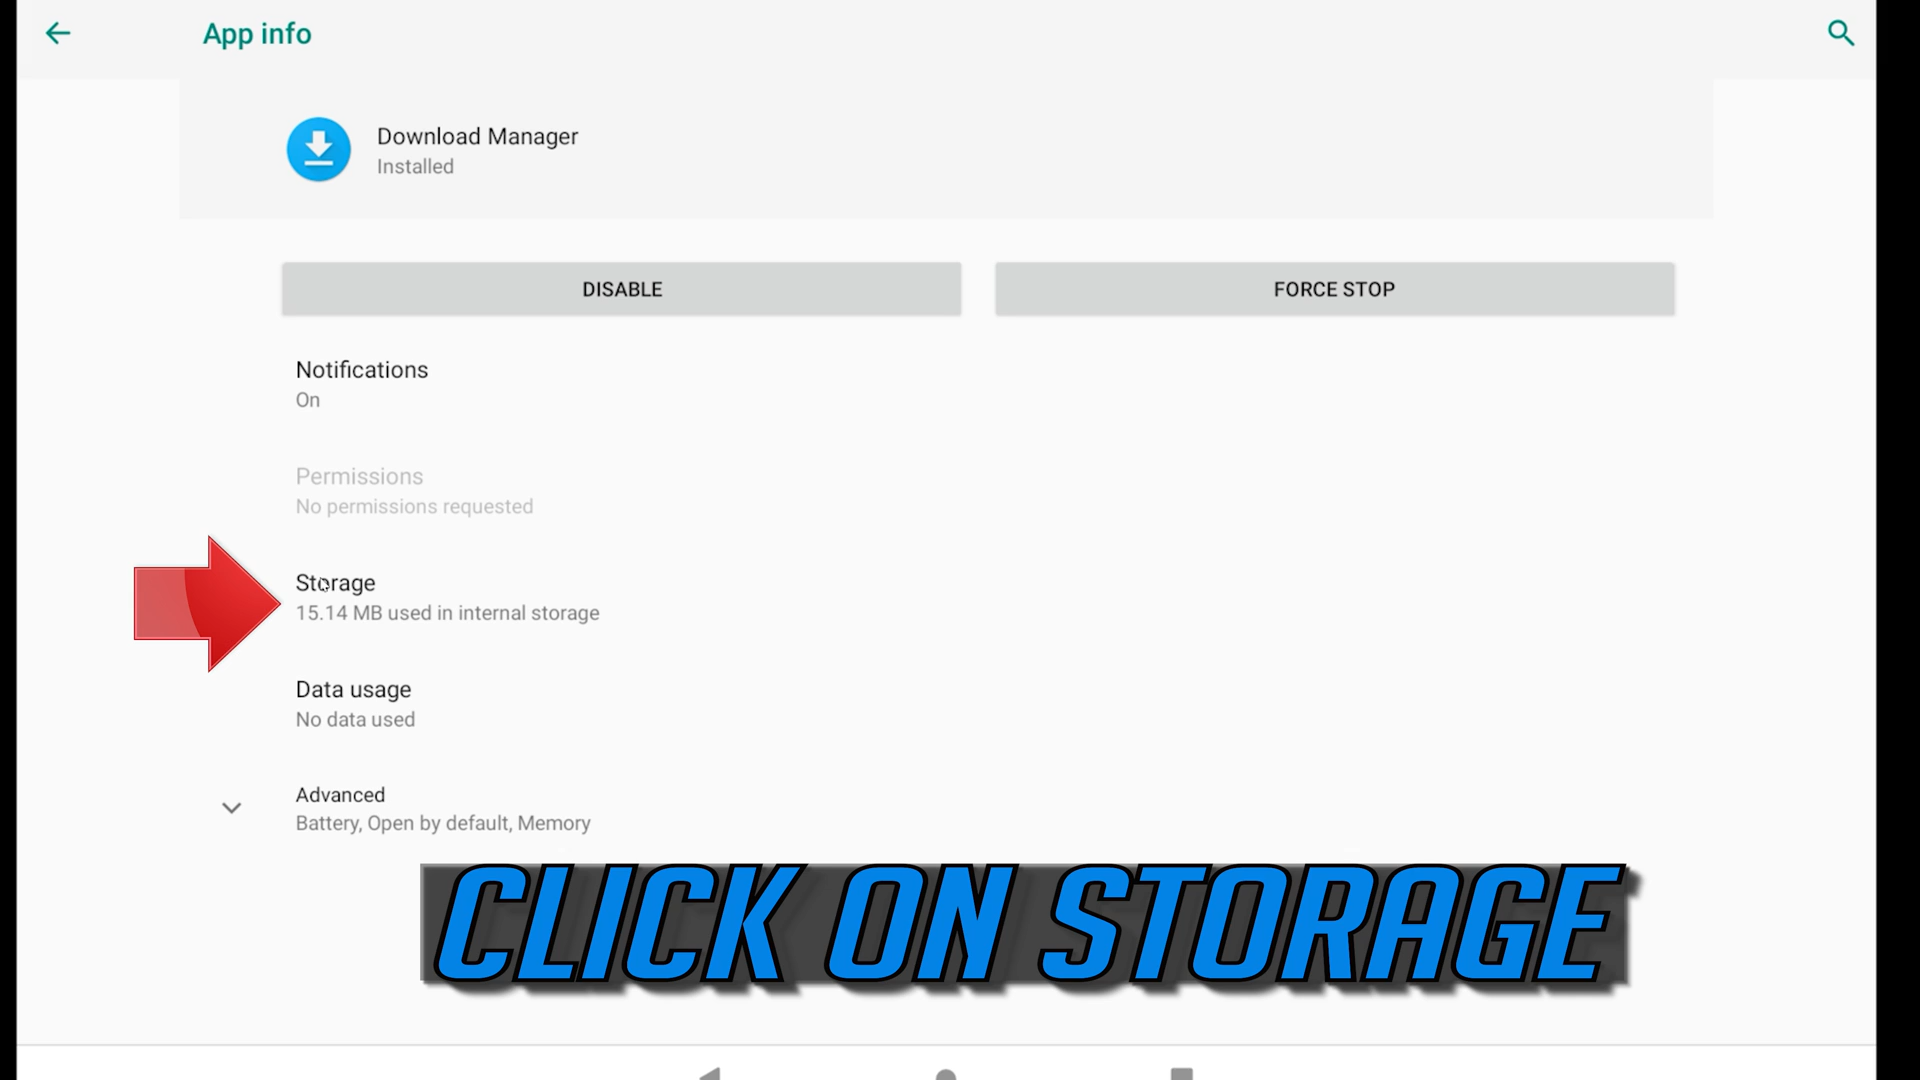 App info
Download Manager
Installed
DISABLE
FORCE STOP
Notifications
On
Permissions
No permissions requested
Storage
15.14 MB used in internal storage
Data usage
No data used
Advanced
Battery, Open by default, Memory
CLICK ON STORAGE